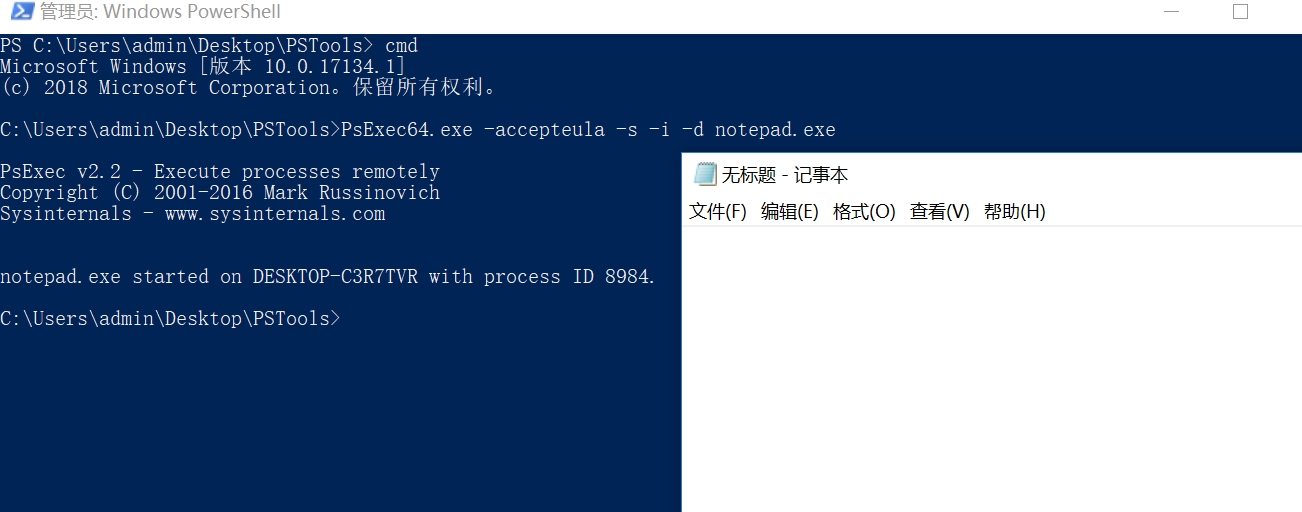 管理员: Windows PowerShell
PS C:\Users\admin\Desktop\PSTools> cmd
Microsoft Windows [版本 10.0.17134.1]
(c) 2018 Microsoft Corporation。保留所有权利。
C:\Users\admin\Desktop\PSTools>PsExec64.exe -accepteula -s -i -d notepad.exe
PsExec v2.2 - Execute processes remotely
Copyright (C) 2001-2016 Mark Russinovich
Sysinternals - www.sysinternals.com
notepad.exe started on DESKTOP-C3R7TVR with process ID 8984.
C:\Users\admin\Desktop\PSTools>
无标题 - 记事本
文件(F) 编辑(E) 格式(O) 查看(V) 帮助(H)